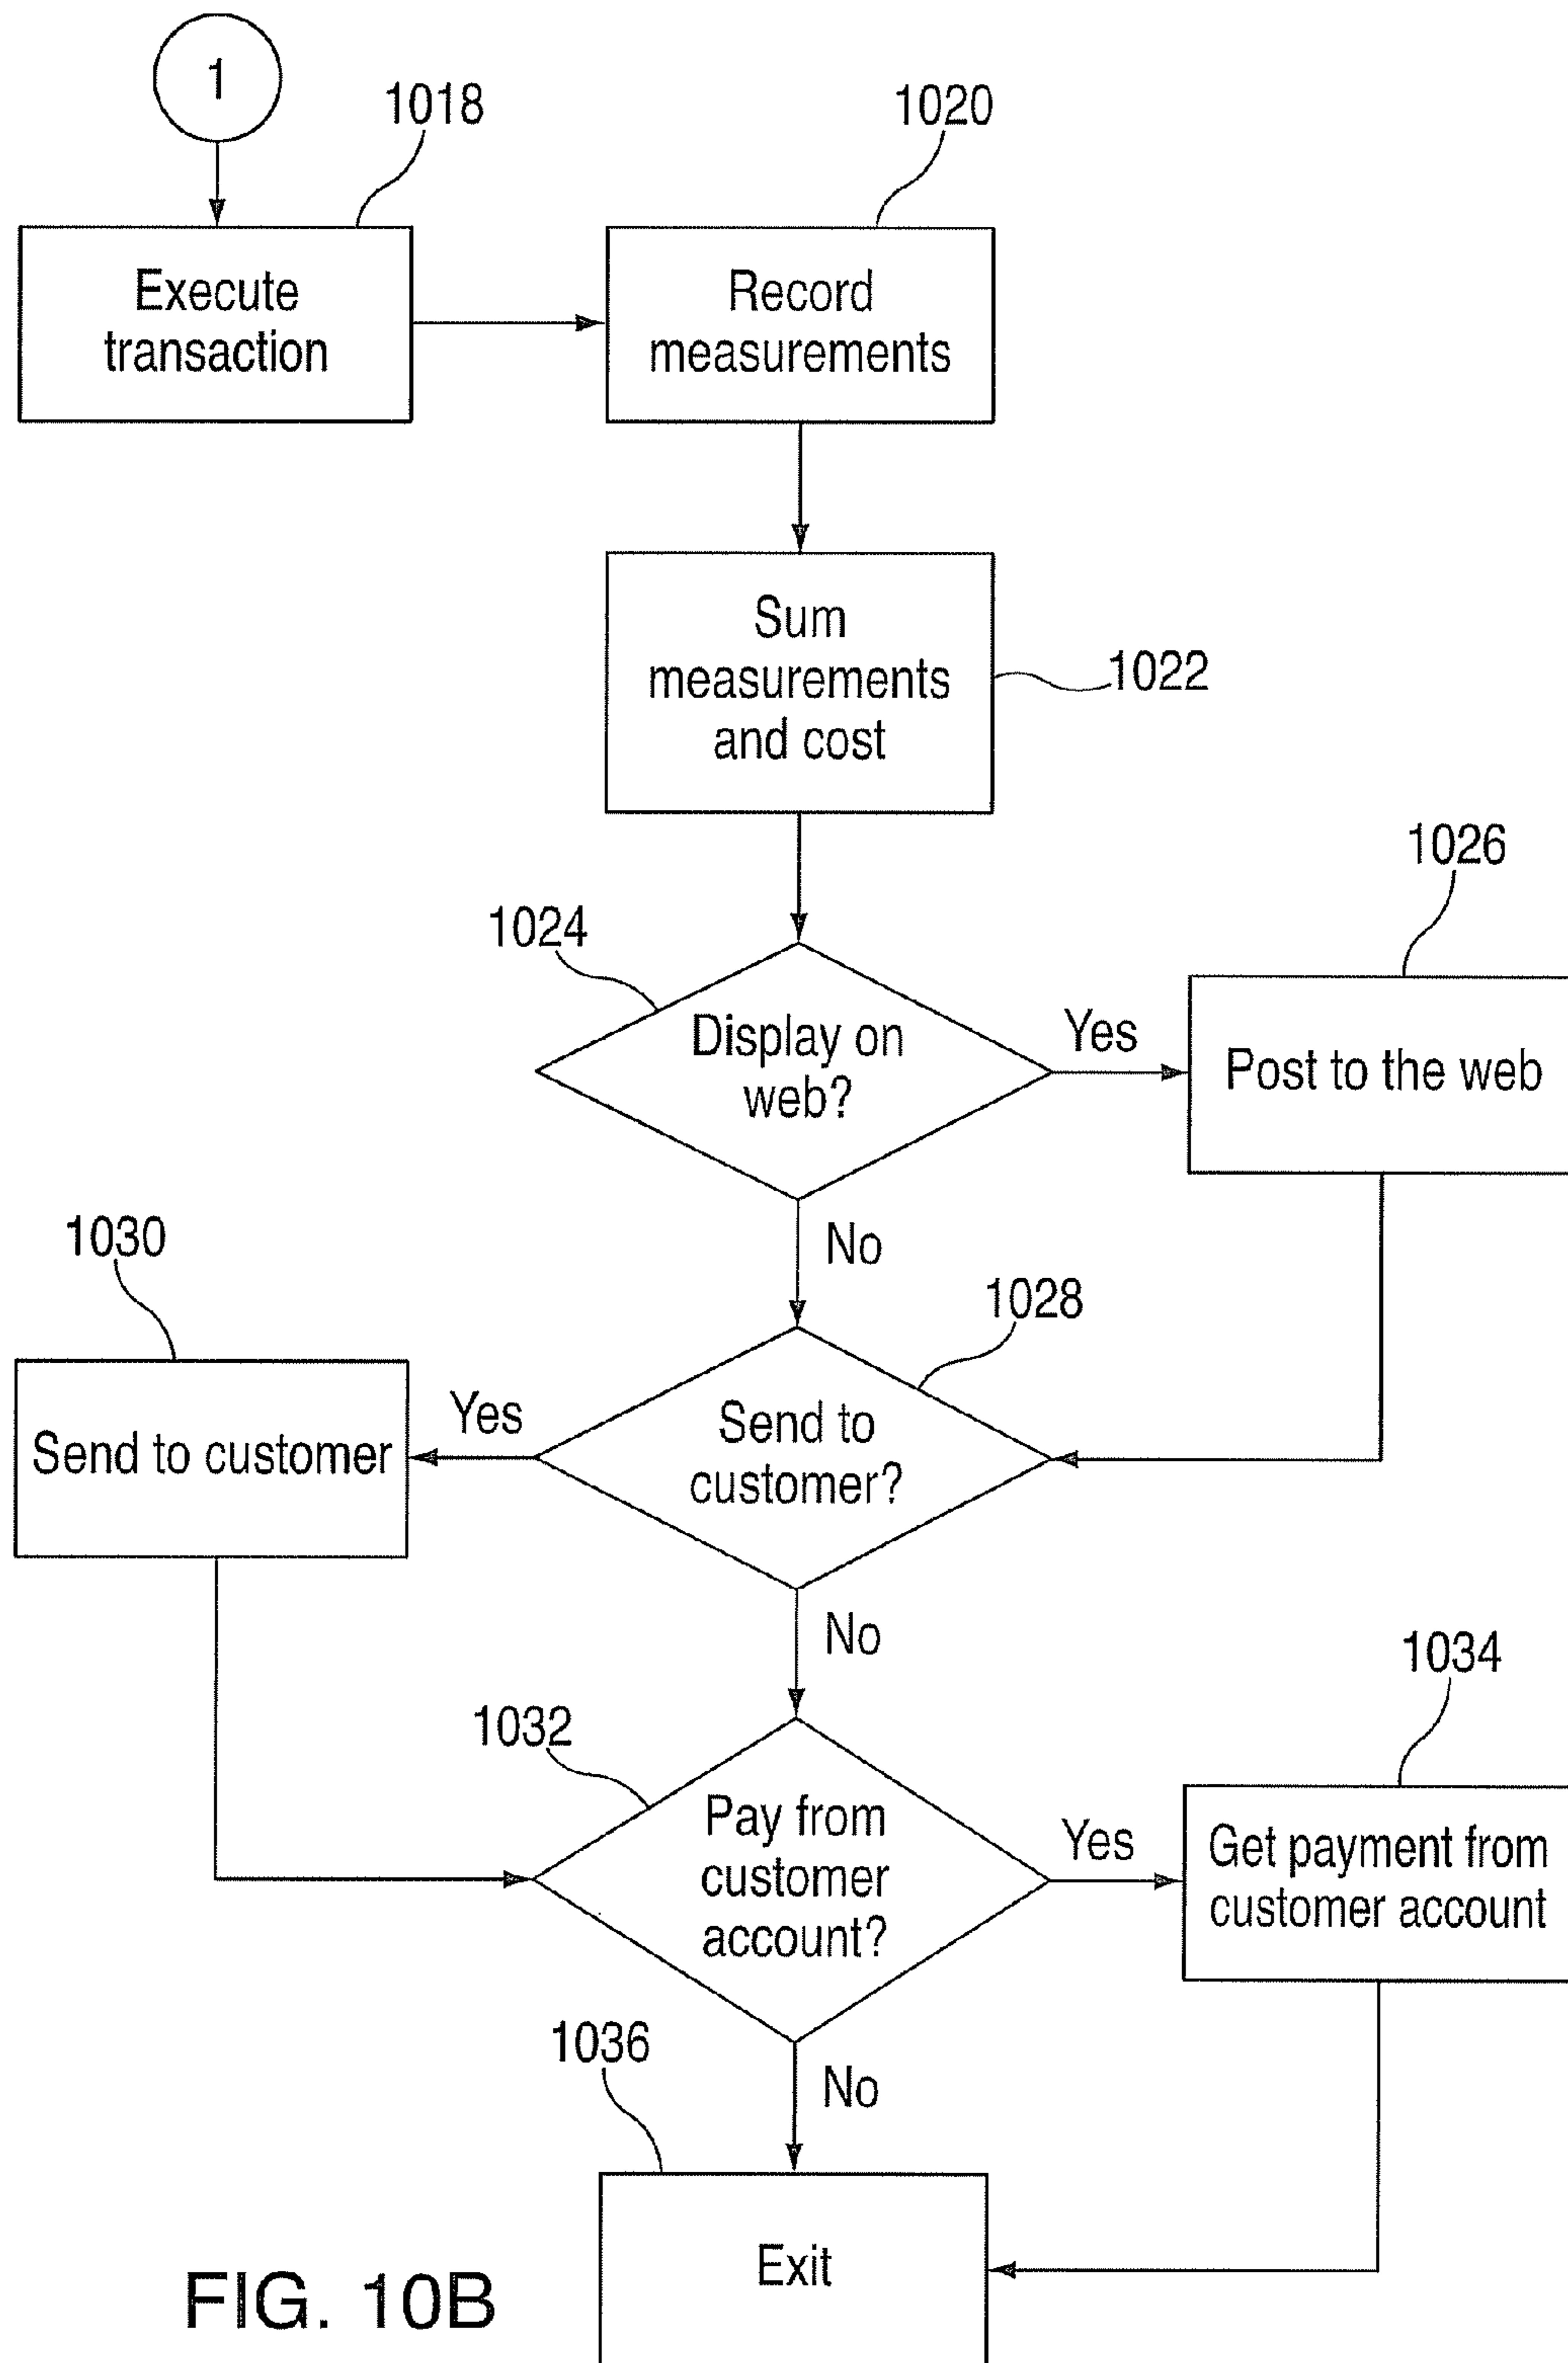 1
1018
1020
Execute
transaction
Record
measurements
Sum
measurements
and cost
1022
1026
1024
Display on
web?
Yes
Post to the web
No
1030
1028
Send to customer
Yes
Send to
customer?
No
1034
1032
Pay from
customer
account?
Yes
Get payment from
customer account
1036
No
Exit
FIG. 10B